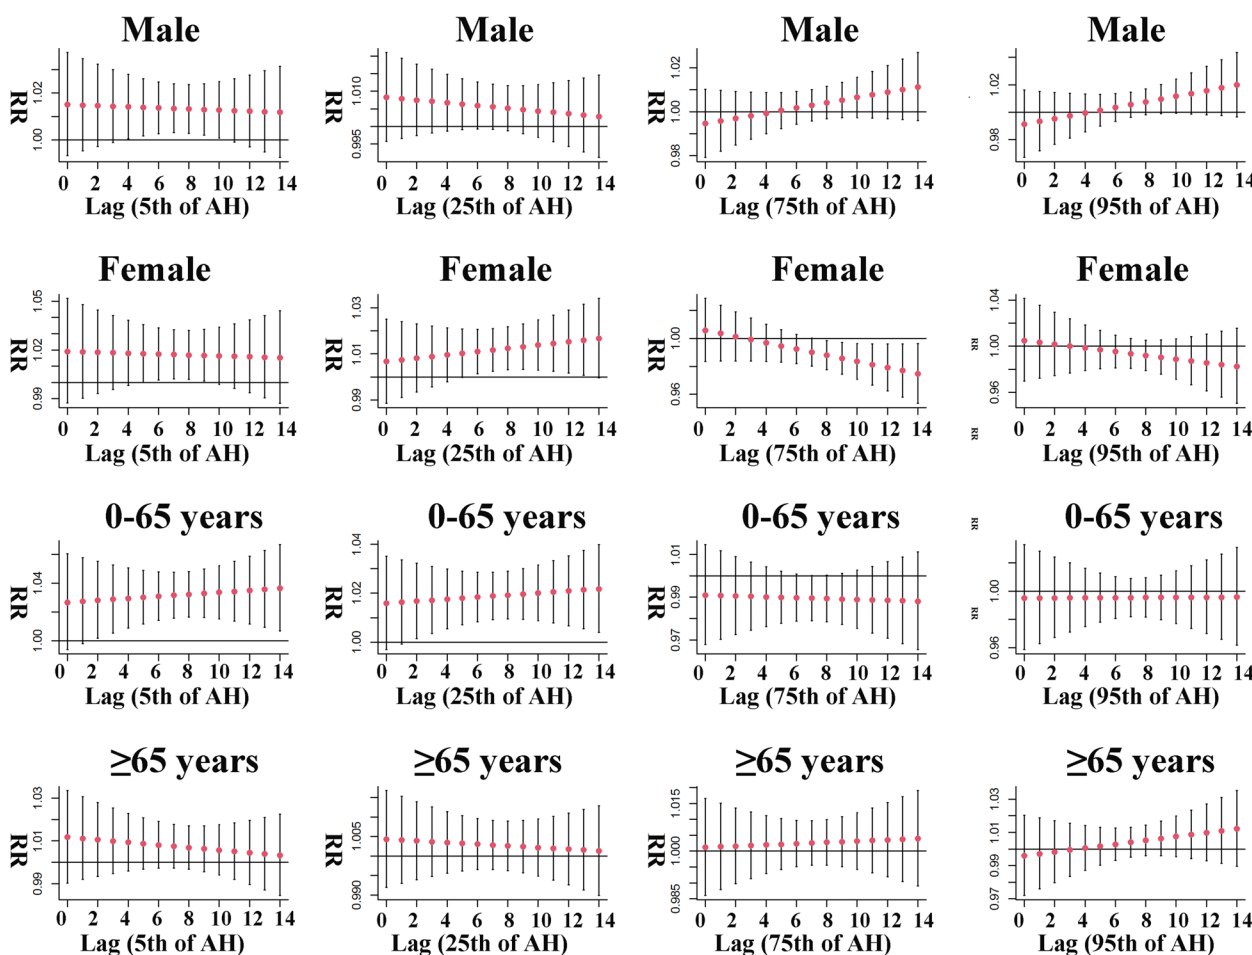 Male Male Male Male
RR 1.00 1.02
0 2 4 6 8 10 12 14
Lag (5th of AH)
RR 0.995 1.010
0 2 4 6 8 10 12 14
Lag (25th of AH)
RR 0.98 1.00 1.02
0 2 4 6 8 10 12 14
Lag (75th of AH)
0.98 1.02
0 2 4 6 8 10 12 14
Lag (95th of AH)
Female Female Female Female
RR 0.99 1.02 1.05
0 2 4 6 8 10 12 14
Lag (5th of AH)
RR 0.99 1.01 1.03
0 2 4 6 8 10 12 14
Lag (25th of AH)
RR 0.96 1.00
0 2 4 6 8 10 12 14
Lag (75th of AH)
RR 0.96 1.00 1.04
RR
0 2 4 6 8 10 12 14
Lag (95th of AH)
0-65 years 0-65 years 0-65 years 0-65 years
RR 1.00 1.04
0 2 4 6 8 10 12 14
Lag (5th of AH)
RR 1.00 1.02 1.04
0 2 4 6 8 10 12 14
Lag (25th of AH)
RR 0.97 0.99 1.01
0 2 4 6 8 10 12 14
Lag (75th of AH)
RR
RR 0.96 1.00
0 2 4 6 8 10 12 14
Lag (95th of AH)
≥65 years ≥65 years ≥65 years ≥65 years
RR 0.99 1.01 1.03
0 2 4 6 8 10 12 14
Lag (5th of AH)
RR 0.990 1.005
0 2 4 6 8 10 12 14
Lag (25th of AH)
RR 0.985 1.000 1.015
0 2 4 6 8 10 12 14
Lag (75th of AH)
0.97 0.99 1.01 1.03
0 2 4 6 8 10 12 14
Lag (95th of AH)